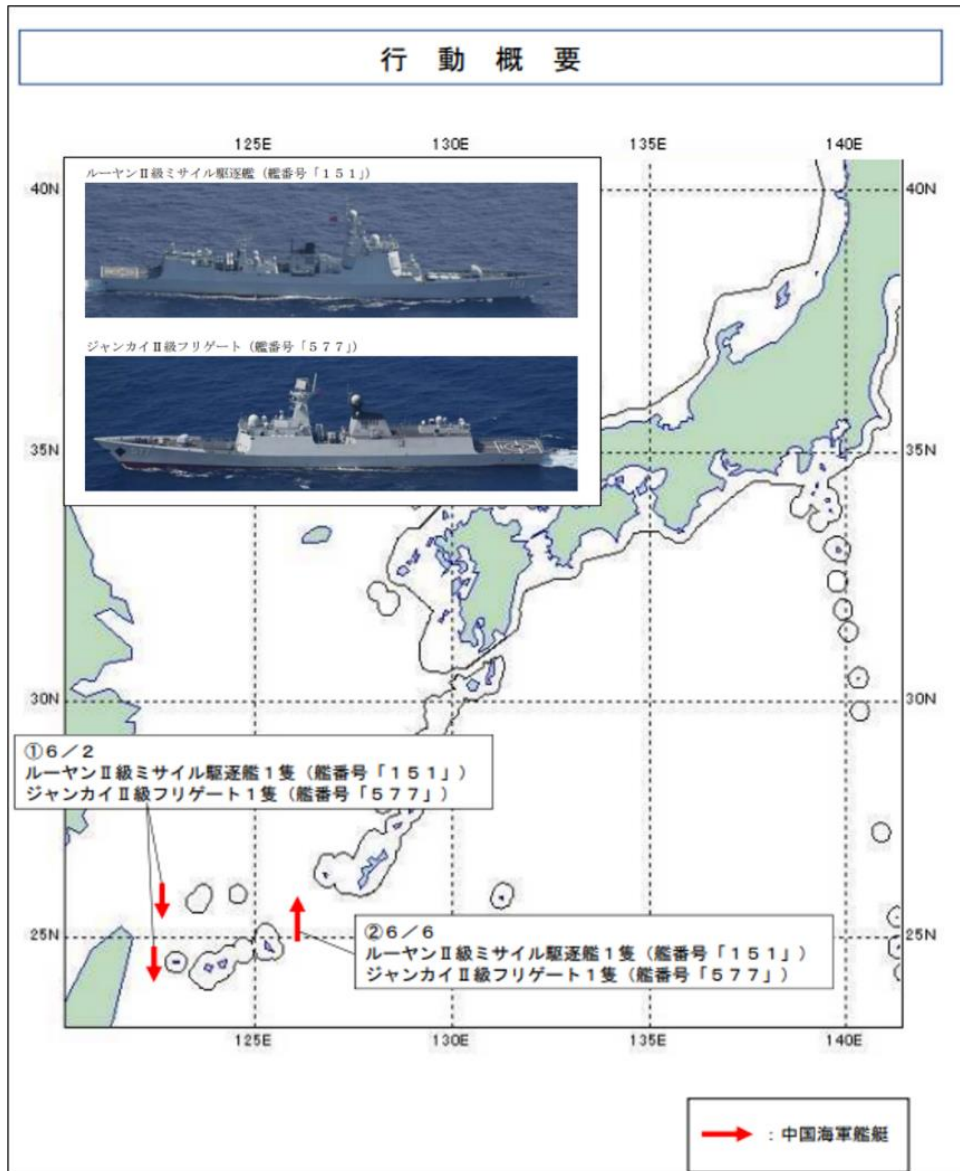 行動概要
125E 130E 135E 140E
40N
ルーヤンⅡ級ミサイル駆逐艦（艦番号「１５１」）
40N
151
ジャンカイⅡ級フリゲート（艦番号「５７７」）
577
35N
35N
30N
30N
①６／２
ルーヤンⅡ級ミサイル駆逐艦１隻（艦番号「１５１」）
ジャンカイⅡ級フリゲート１隻（艦番号「５７７」）
25N
25N
②６／６
ルーヤンⅡ級ミサイル駆逐艦１隻（艦番号「１５１」）
ジャンカイⅡ級フリゲート１隻（艦番号「５７７」）
125E 130E 135E 140E
：中国海軍艦艇